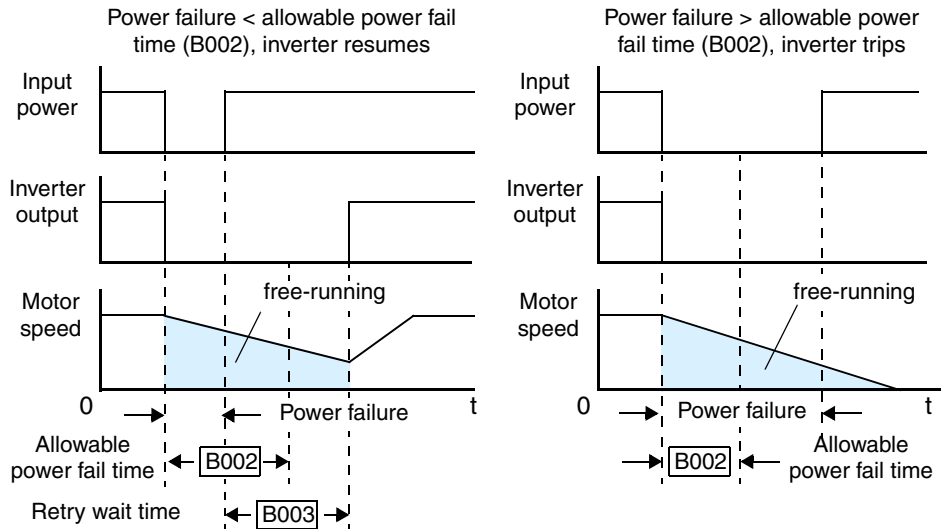 Power failure < allowable power fail
time (B002), inverter resumes
Input
power
Inverter
output
Motor
speed
free-running
0
Power failure
t
Allowable
power fail time
B002
Retry wait time
B003
Power failure > allowable power
fail time (B002), inverter trips
Input
power
Inverter
output
Motor
speed
free-running
0
Power failure
t
B002
Allowable
power fail time